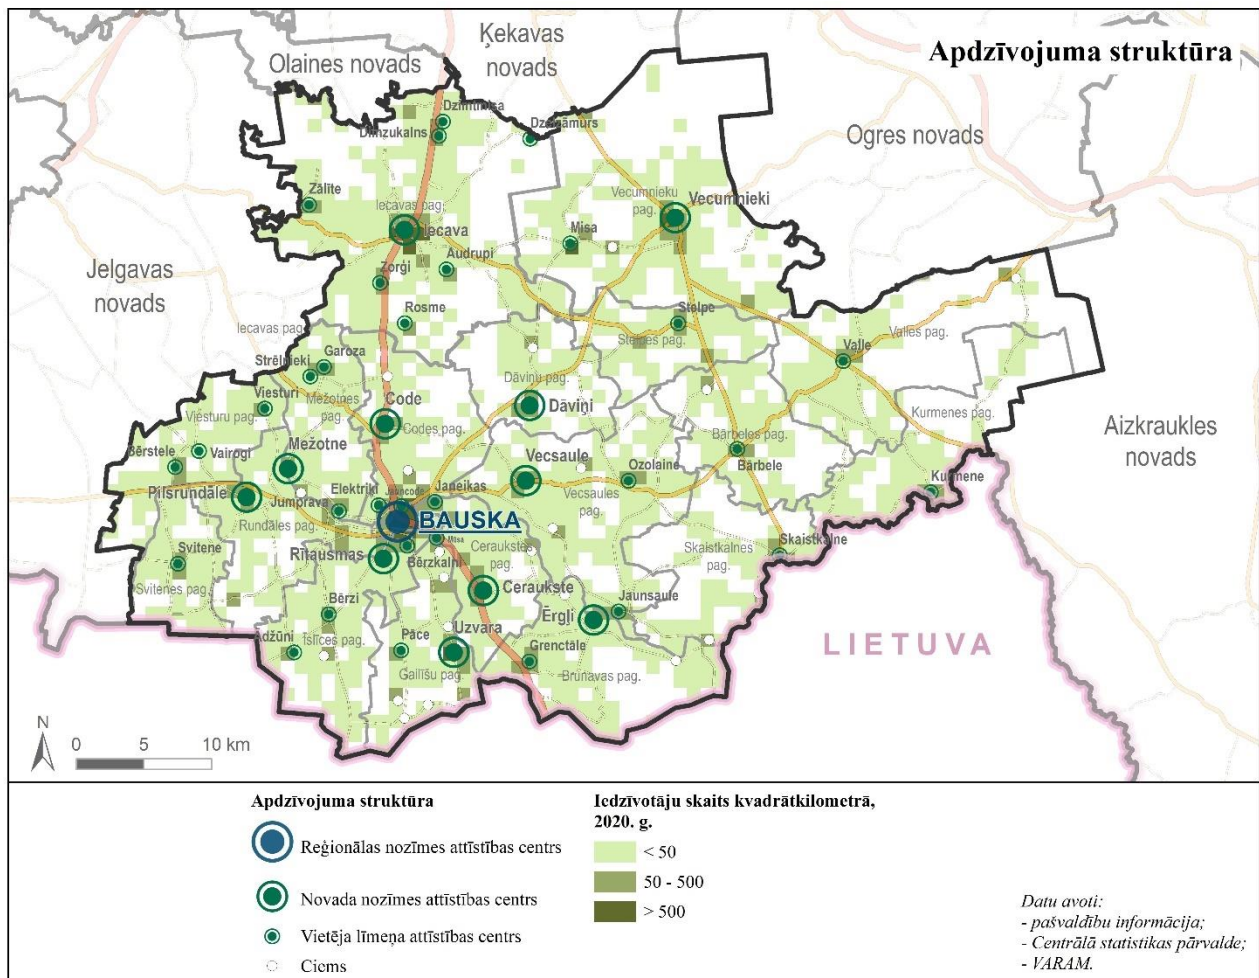 Apdzīvojuma struktūra
Ķekavas
novads
Olaines novads
Ogres novads
Jelgavas
novads
Aizkraukles
novads
LIETUVA
Dzimtmisa
Dimzukalns
Dzelzāmurs
Zālīte
Iecavas pag.
Iecava
Vecumnieku
pag.
Vecumnieki
Misa
Audrupi
Zorģi
Rosme
Stelpe
Stelpes pag.
Iecavas pag.
Strēlnieki
Garoza
Valle
Valles pag.
Viesturi
Viesturu pag.
Mežotnes
pag.
Code
Codes pag.
Dāviņu pag.
Dāviņi
Kurmenes pag.
Mežotne
Bērstele
Vairogi
Vecsaule
Ozolaine
Bārbeles pag.
Bārbele
Pilsrundāle
Jumprava
Elektriķi
Jauncode
Janeikas
Vecsaules
pag.
Kurmene
Rundāles pag.
BAUSKA
Misa
Skaistkalne
Skaistkalnes
pag.
Svitene
Svitenes pag.
Rītausmas
Bērzkalni
Ceraukstes
pag.
Ceraukste
Bērzi
Ērgļi
Jaunsaule
Adžūni
Īslīces pag.
Pāce
Uzvara
Gailīšu pag.
Grenctāle
Brunavas pag.
N
0 5 10 km
Apdzīvojuma struktūra
Reģionālas nozīmes attīstības centrs
Novada nozīmes attīstības centrs
Vietēja līmeņa attīstības centrs
Ciems
Iedzīvotāju skaits kvadrātkilometrā,
2020. g.
< 50
50 - 500
> 500
Datu avoti:
- pašvaldību informācija;
- Centrālā statistikas pārvalde;
- VARAM.